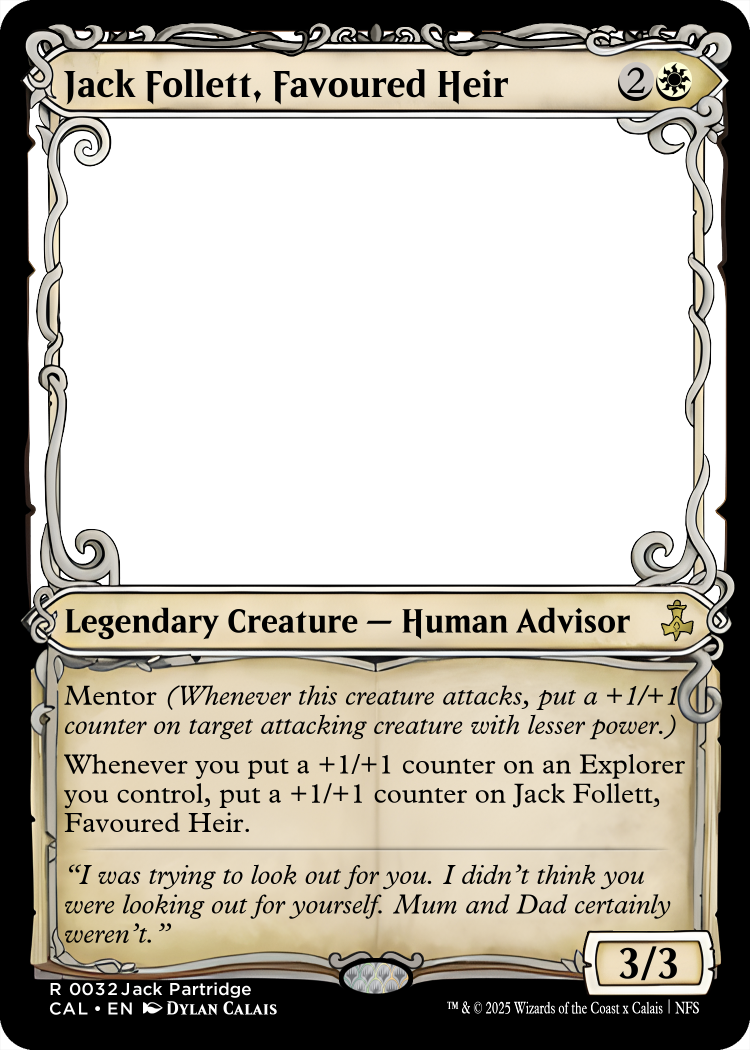 Jack Follett, Favoured Heir 2
Legendary Creature — Human Advisor
Mentor (Whenever this creature attacks, put a +1/+1
counter on target attacking creature with lesser power.)
Whenever you put a +1/+1 counter on an Explorer
you control, put a +1/+1 counter on Jack Follett,
Favoured Heir.
“I was trying to look out for you. I didn’t think you
were looking out for yourself. Mum and Dad certainly
weren’t.”
3/3
R 0032 Jack Partridge
CAL • EN Dylan Calais
™ & © 2025 Wizards of the Coast x Calais | NFS